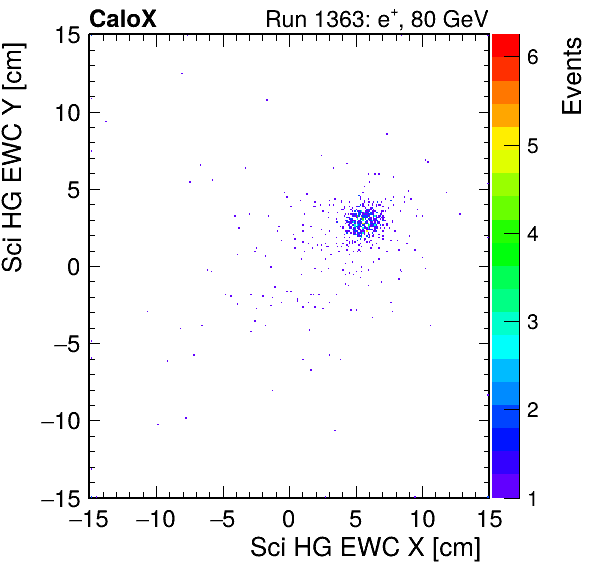 CaloX
Run 1363: e⁺, 80 GeV
Sci HG EWC Y [cm]
15
10
5
0
−5
−10
−15
−15 −10 −5 0 5 10 15
Sci HG EWC X [cm]
Events
6
5
4
3
2
1